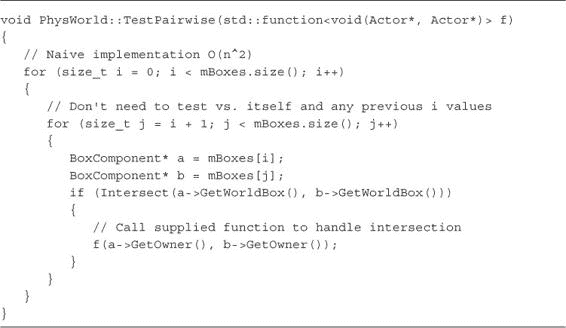 void PhysWorld::TestPairwise(std::function<void(Actor*, Actor*)> f)
{
   // Naive implementation O(n^2)
   for (size_t i = 0; i < mBoxes.size(); i++)
   {
      // Don't need to test vs. itself and any previous i values
      for (size_t j = i + 1; j < mBoxes.size(); j++)
      {
         BoxComponent* a = mBoxes[i];
         BoxComponent* b = mBoxes[j];
         if (Intersect(a->GetWorldBox(), b->GetWorldBox()))
         {
            // Call supplied function to handle intersection
            f(a->GetOwner(), b->GetOwner());
         }
      }
   }
}